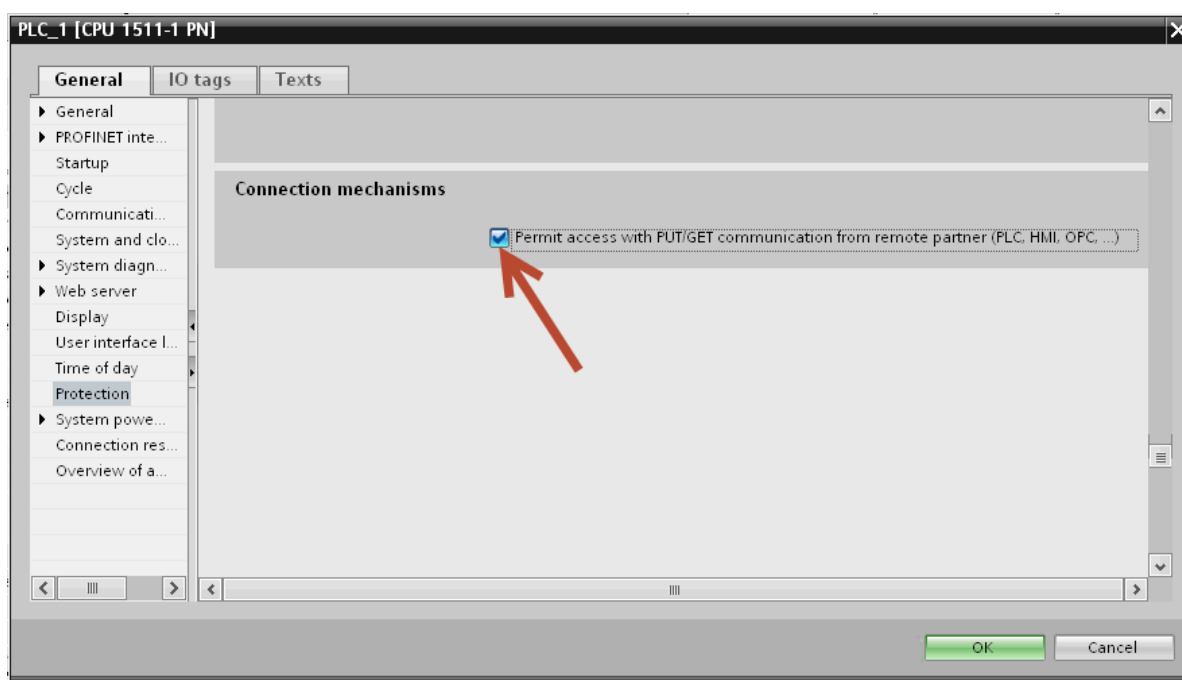 PLC_1 [CPU 1511-1 PN]
General IO tags Texts
General
PROFINET inte...
Startup
Cycle
Communicati...
System and clo...
System diagn...
Web server
Display
User interface l...
Time of day
Protection
System powe...
Connection res...
Overview of a...
Connection mechanisms
Permit access with PUT/GET communication from remote partner (PLC, HMI, OPC, ...)
OK Cancel